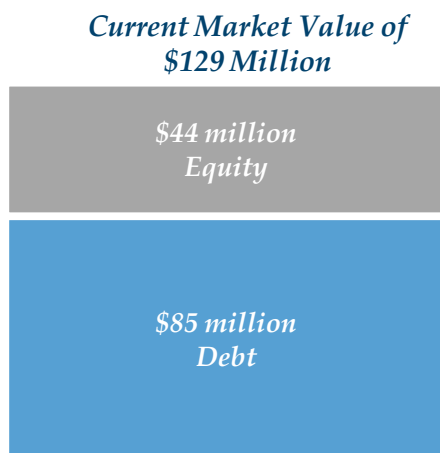 Current Market Value of
$129 Million
$44 million
Equity
$85 million
Debt